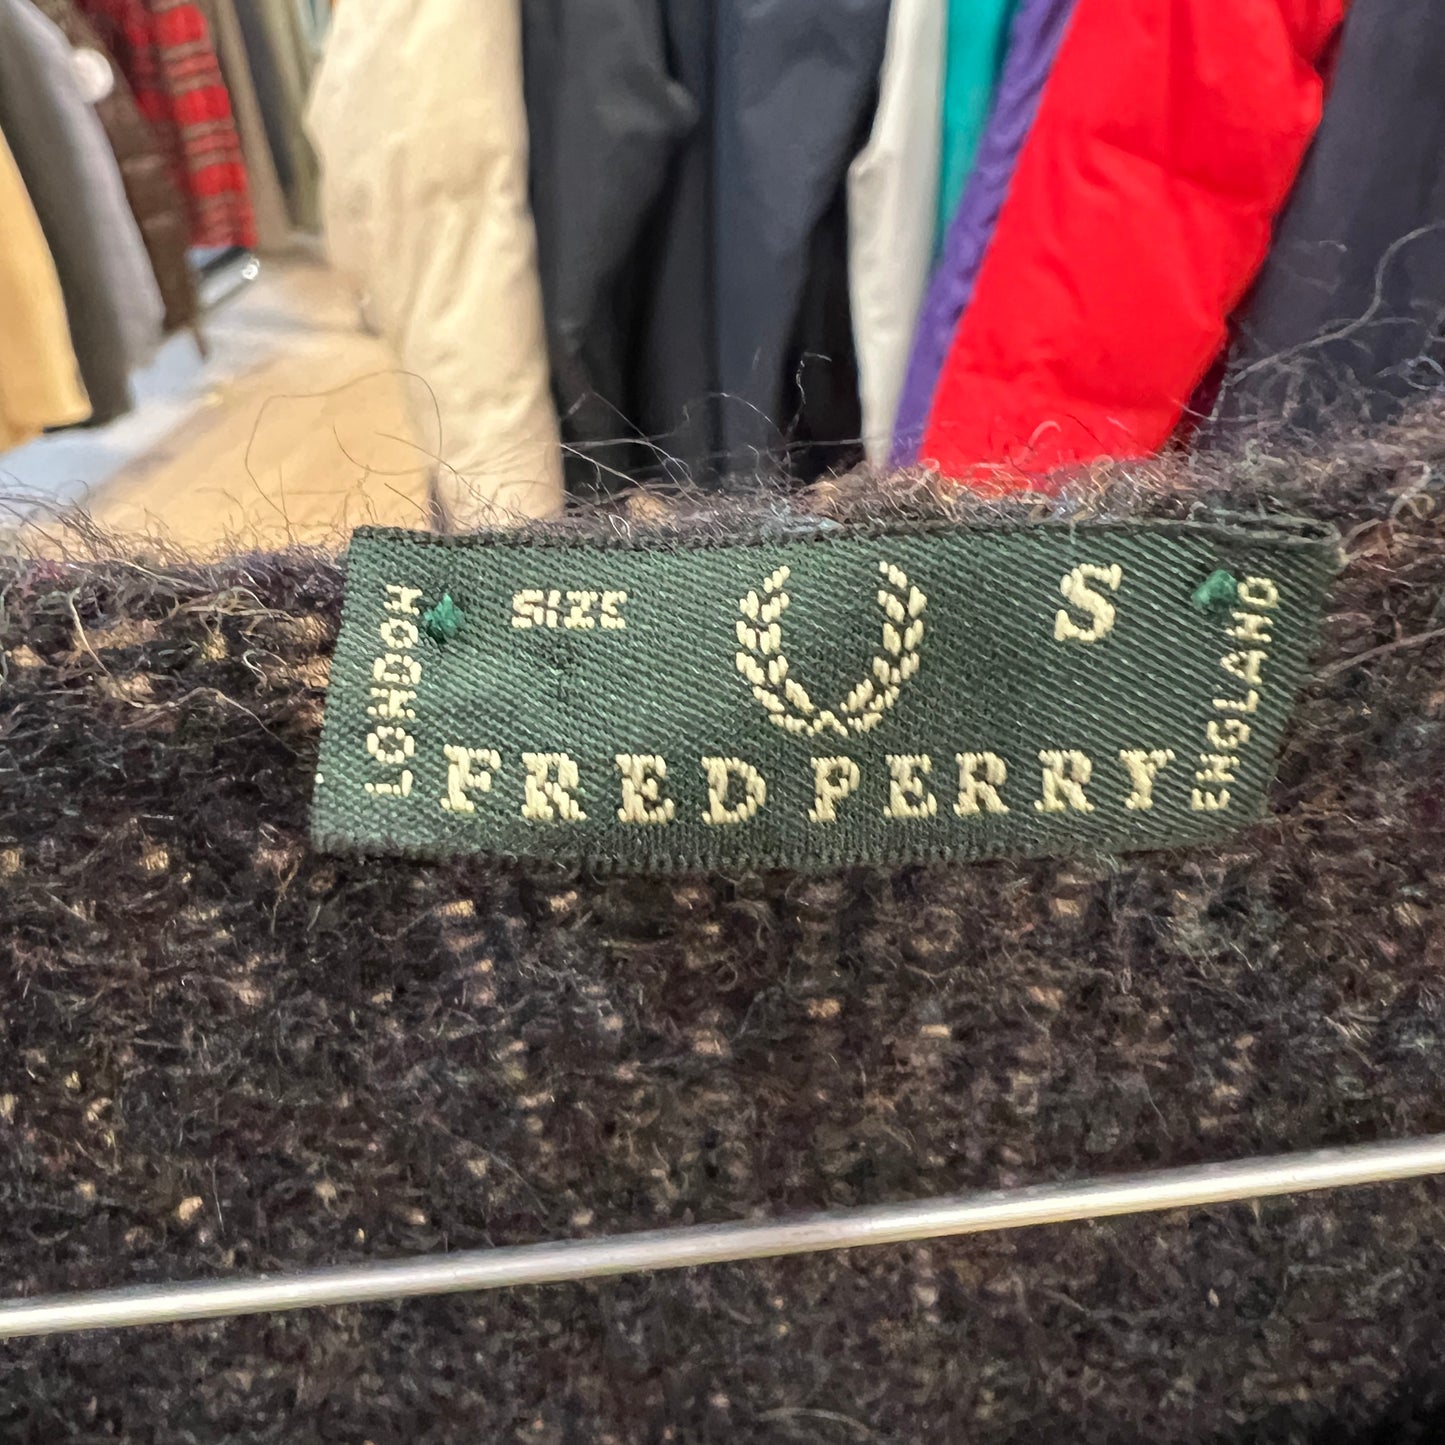 LONDON
SIZE S
FRED PERRY
ENGLAND